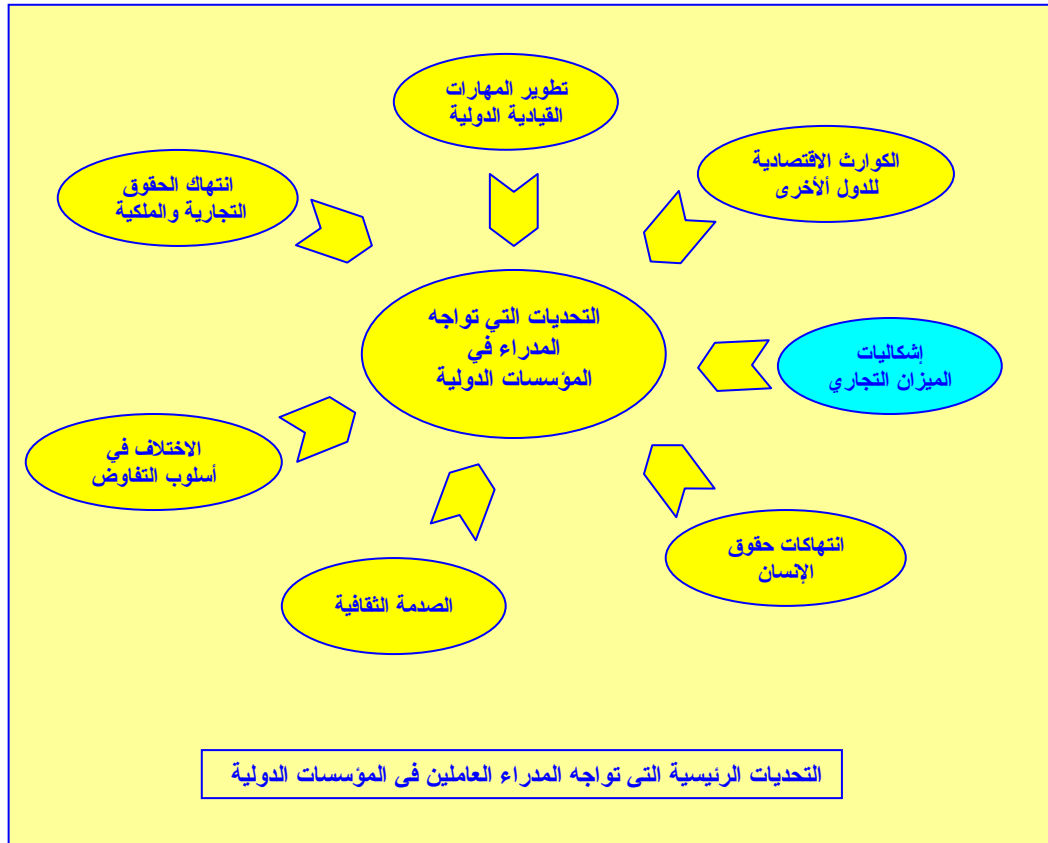 تطوير المهارات
القيادية الدولية
الكوارث الاقتصادية
للدول ألأخرى
انتهاك الحقوق
التجارية والملكية
التحديات التي تواجه
المدراء في
المؤسسات الدولية
إشكاليات
الميزان التجاري
الاختلاف في
أسلوب التفاوض
انتهاكات حقوق
الإنسان
الصدمة الثقافية
التحديات الرئيسية التى تواجه المدراء العاملين فى المؤسسات الدولية